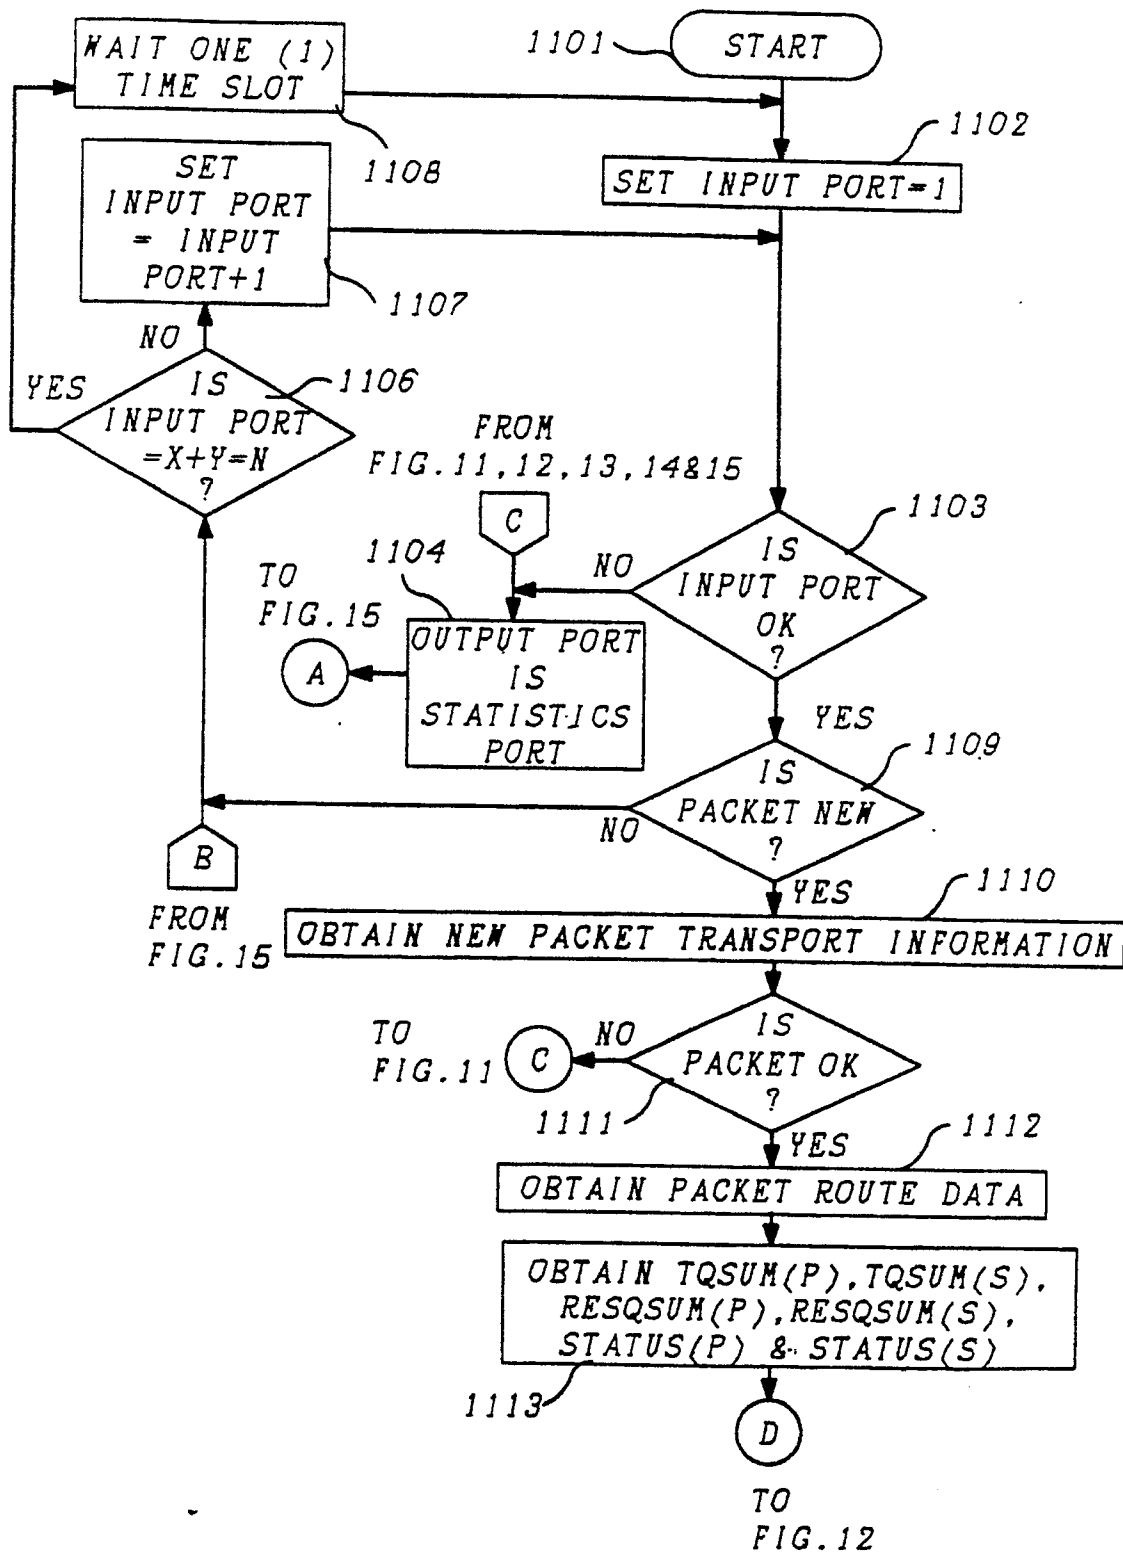 WAIT ONE (1)
TIME SLOT
1108
1101
START
1102
SET INPUT PORT=1
SET
INPUT PORT
= INPUT
PORT+1
1107
NO
YES
IS
INPUT PORT
=X+Y=N
?
1106
FROM
FIG.11,12,13,14&15
C
1103
IS
INPUT PORT
OK
?
NO
YES
1104
TO
FIG.15
A
OUTPUT PORT
IS
STATISTICS
PORT
1109
IS
PACKET NEW
?
NO
YES
B
FROM
FIG.15
1110
OBTAIN NEW PACKET TRANSPORT INFORMATION
TO
FIG.11
C
NO
IS
PACKET OK
?
1111
YES
1112
OBTAIN PACKET ROUTE DATA
OBTAIN TQSUM(P),TQSUM(S),
RESQSUM(P),RESQSUM(S),
STATUS(P) & STATUS(S)
1113
D
TO
FIG.12